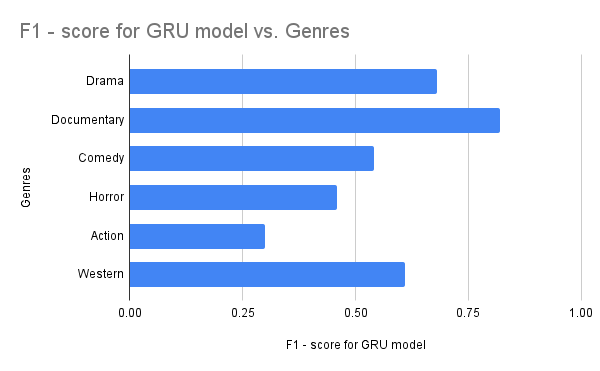 F1 - score for GRU model vs. Genres
Drama
Documentary
Comedy
Horror
Action
Western
Genres
0.00 0.25 0.50 0.75 1.00
F1 - score for GRU model